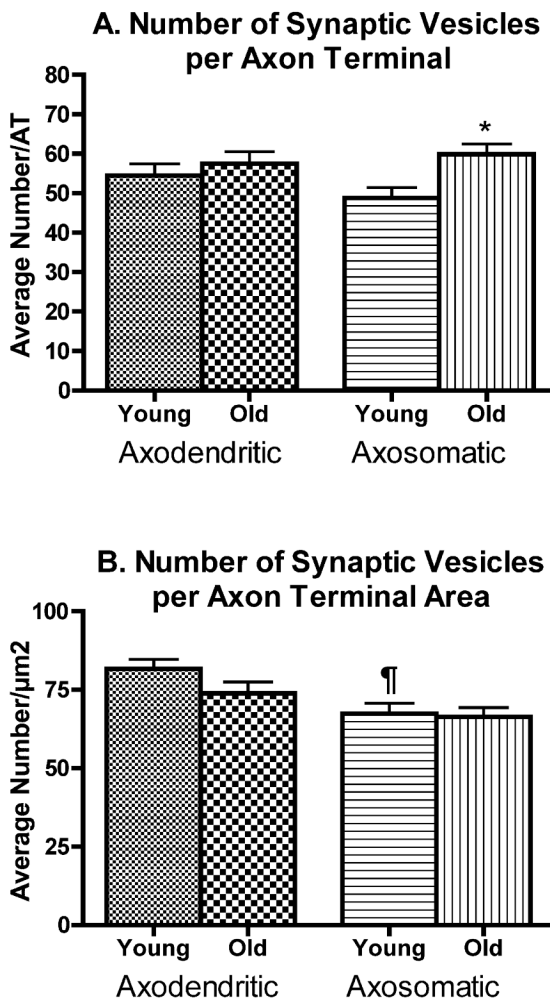 A. Number of Synaptic Vesicles
per Axon Terminal
Average Number/AT
80
70
60
50
40
30
20
10
0
*
Young Old Young Old
Axodendritic Axosomatic
B. Number of Synaptic Vesicles
per Axon Terminal Area
Average Number/µm2
100
75
50
25
0
¶
Young Old Young Old
Axodendritic Axosomatic